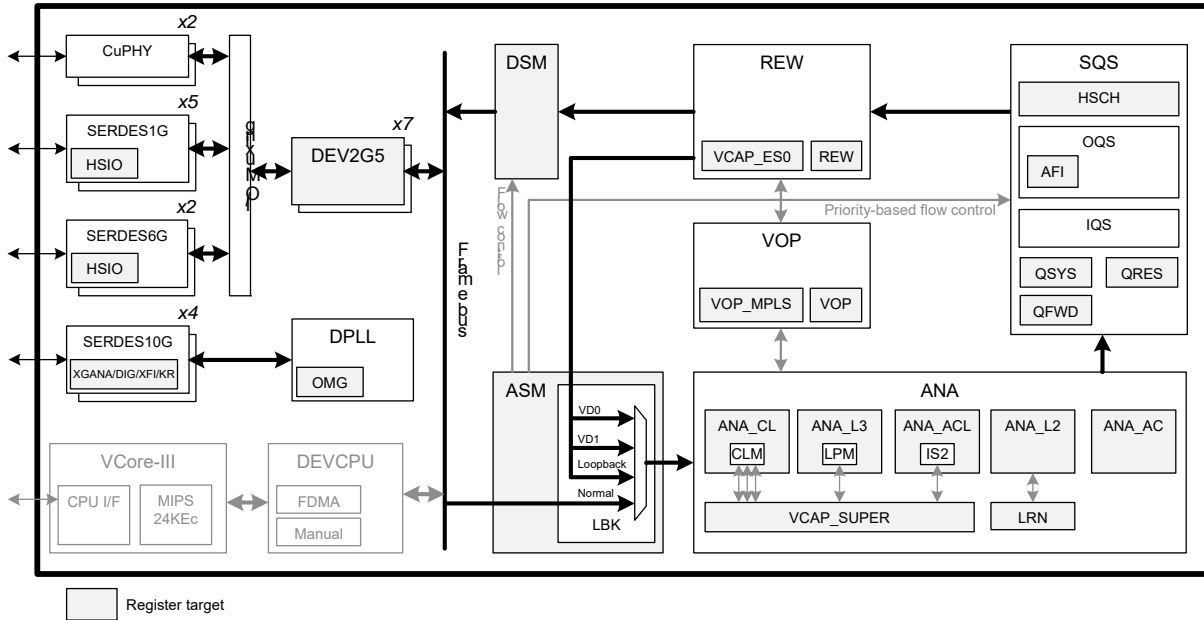 x2
CuPHY
x5
SERDES1G
HSIO
x2
SERDES6G
HSIO
x4
SERDES10G
XGANA/DIG/XFI/KR
x7
DEV2G5
DPLL
OMG
VCore-III
CPU I/F
MIPS
24KEc
DEVCPU
FDMA
Manual
Framebus
DSM
Flow control
ASM
VD0
VD1
Loopback
Normal
LBK
REW
VCAP_ES0
REW
Priority-based flow control
VOP
VOP_MPLS
VOP
SQS
HSCH
OQS
AFI
IQS
QSYS
QRES
QFWD
ANA
ANA_CL
CLM
ANA_L3
LPM
ANA_ACL
IS2
ANA_L2
ANA_AC
VCAP_SUPER
LRN
Register target